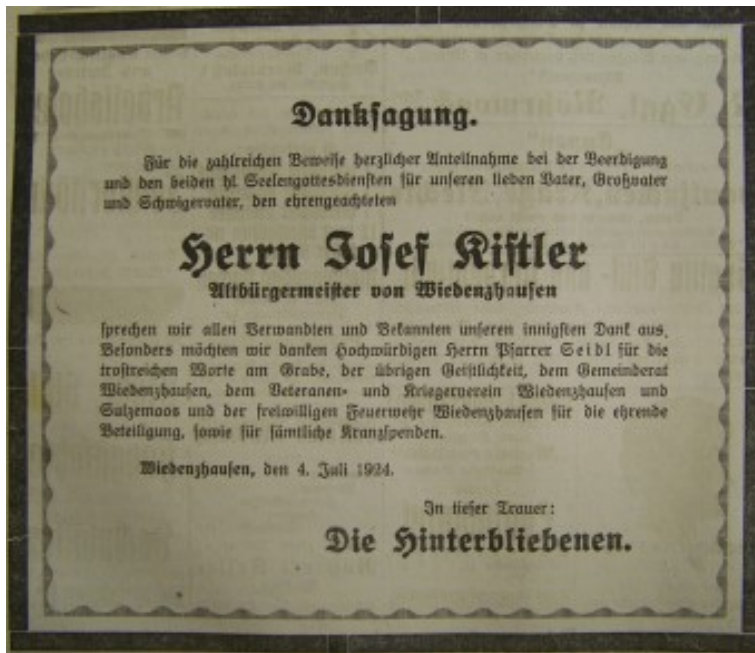 Danksagung.
Für die zahlreichen Beweise herzlicher Anteilnahme bei der Beerdigung
und den beiden hl. Seelengottesdiensten für unseren lieben Vater, Großvater
und Schwigervater, den ehrengeachteten
Herrn Josef Kistler
Altbürgermeister von Wiedenzhausen
sprechen wir allen Verwandten und Bekannten unseren innigsten Dank aus.
Besonders möchten wir danken Hochwürdigen Herrn Pfarrer Seidl für die
trostreichen Worte am Grabe, der übrigen Geistlichkeit, dem Gemeinderat
Wiedenzhausen, dem Veteranen- und Kriegerverein Wiedenzhausen und
Sulzemoos und der freiwilligen Feuerwehr Wiedenzhausen für die ehrende
Beteiligung, sowie für sämtliche Kranzspenden.
Wiedenzhausen, den 4. Juli 1924.
In tiefer Trauer:
Die Hinterbliebenen.